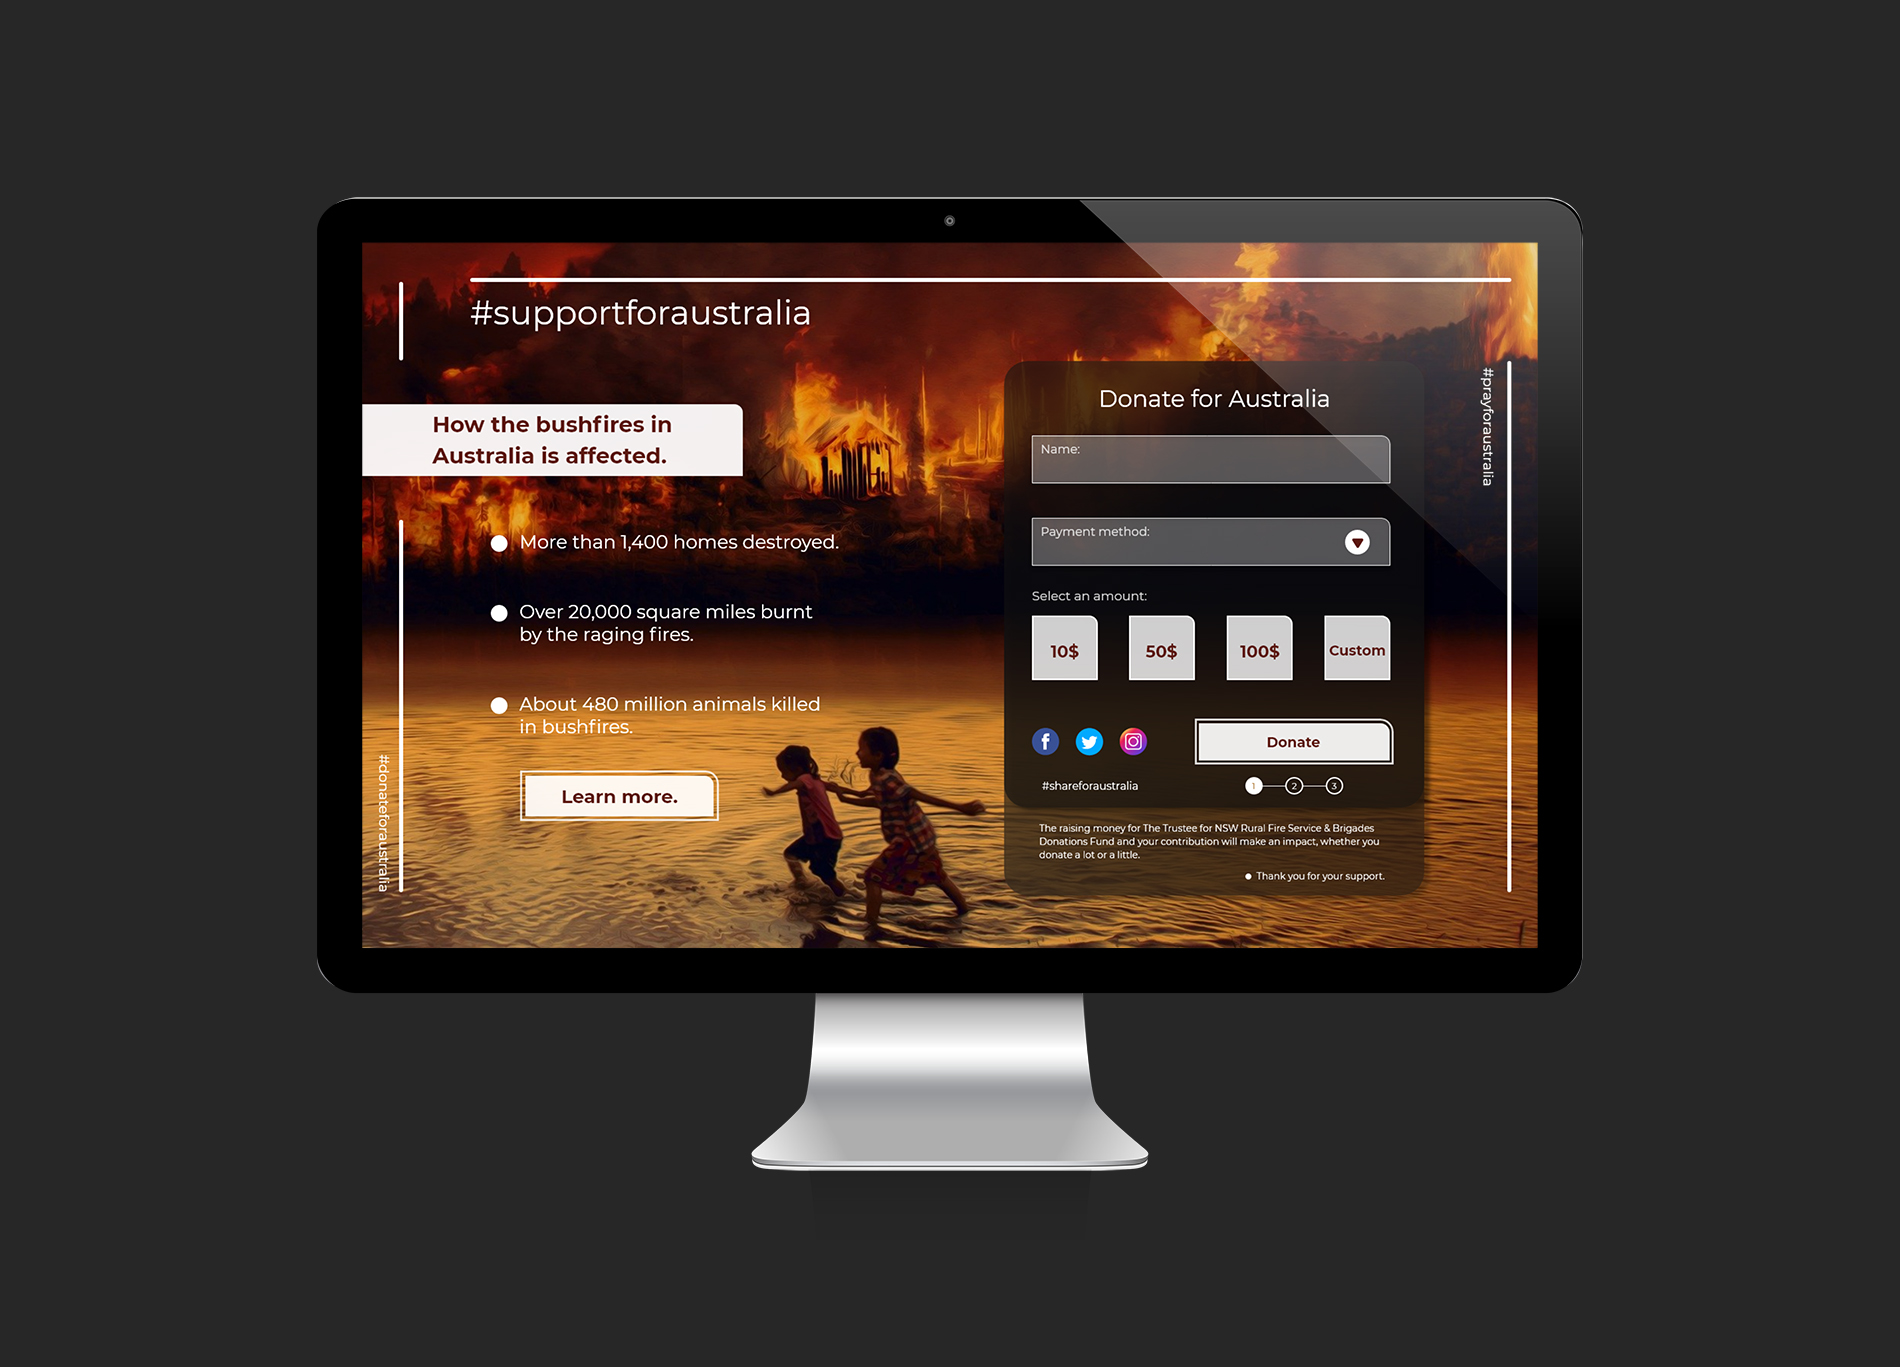 #supportforaustralia
How the bushfires in
Australia is affected.
More than 1,400 homes destroyed.
Over 20,000 square miles burnt
by the raging fires.
About 480 million animals killed
in bushfires.
Learn more.
#donateforaustralia
Donate for Australia
Name:
Payment method:
Select an amount:
10$ 50$ 100$ Custom
Donate
#shareforaustralia
1 2 3
The raising money for The Trustee for NSW Rural Fire Service & Brigades
Donations Fund and your contribution will make an impact, whether you
donate a lot or a little.
Thank you for your support.
#prayforaustralia